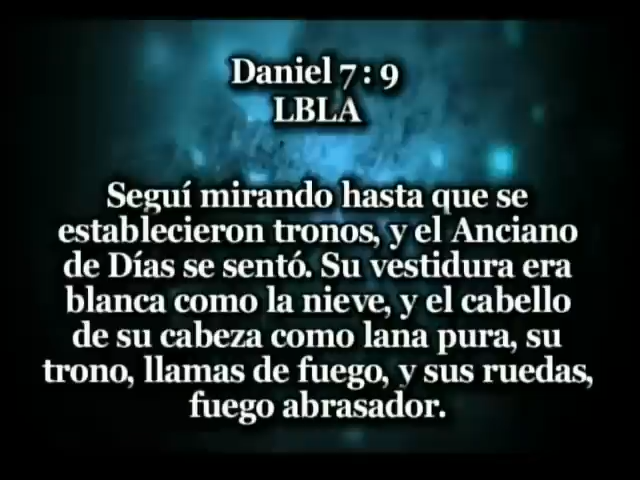 Daniel 7 : 9
LBLA
Seguí mirando hasta que se
establecieron tronos, y el Anciano
de Días se sentó. Su vestidura era
blanca como la nieve, y el cabello
de su cabeza como lana pura, su
trono, llamas de fuego, y sus ruedas,
fuego abrasador.